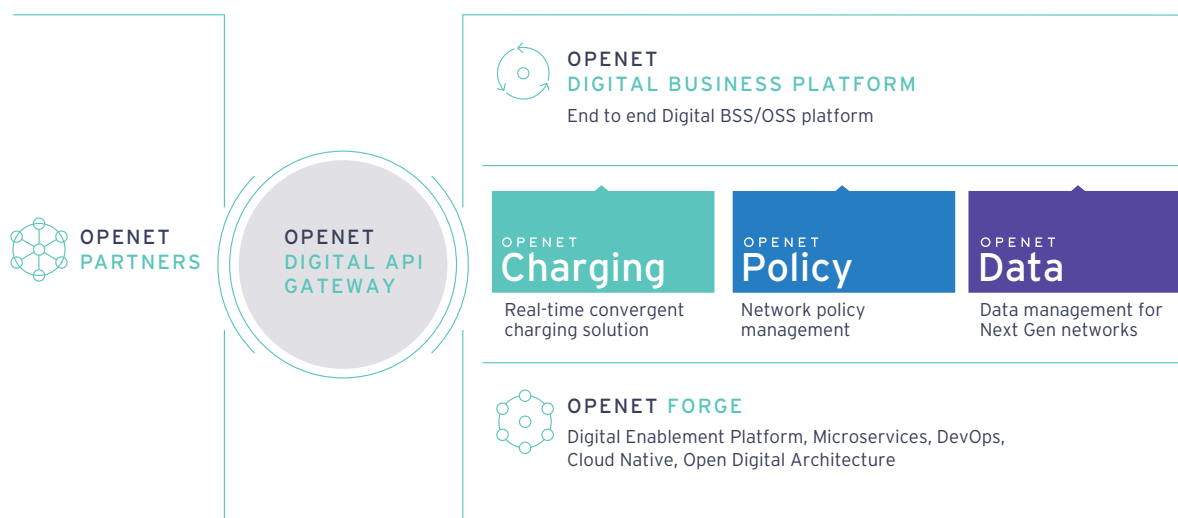 OPENET
DIGITAL BUSINESS PLATFORM
End to end Digital BSS/OSS platform
OPENET
PARTNERS
OPENET
DIGITAL API
GATEWAY
OPENET
Charging
Real-time convergent
charging solution
OPENET
Policy
Network policy
management
OPENET
Data
Data management for
Next Gen networks
OPENET FORGE
Digital Enablement Platform, Microservices, DevOps,
Cloud Native, Open Digital Architecture